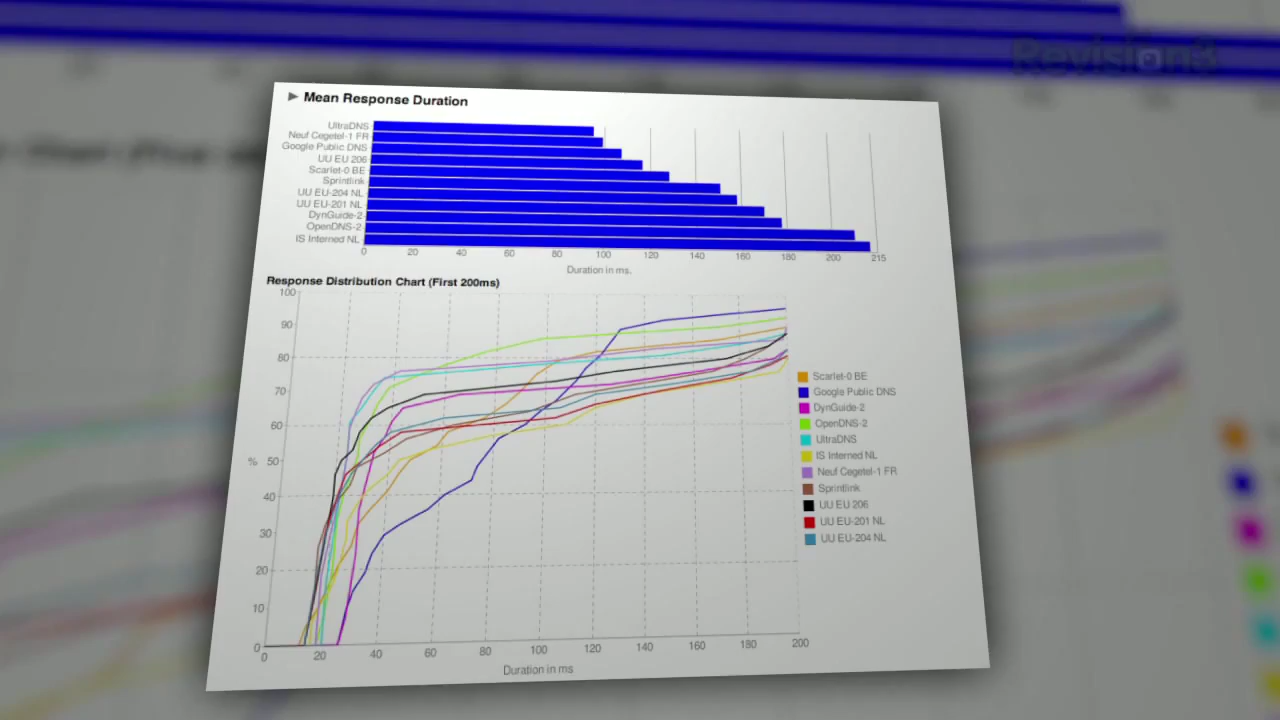 Revision3
▶ Mean Response Duration
UltraDNS
Neuf Cegetel-1 FR
Google Public DNS
UU EU 206
Scarlet-0 BE
Sprintlink
UU EU-204 NL
UU EU-201 NL
DynGuide-2
OpenDNS-2
IS Interned NL
0 20 40 60 80 100 120 140 160 180 200 215
Duration in ms.
Response Distribution Chart (First 200ms)
100
90
80
70
60
% 50
40
30
20
10
0
0 20 40 60 80 100 120 140 160 180 200
Duration in ms
Scarlet-0 BE
Google Public DNS
DynGuide-2
OpenDNS-2
UltraDNS
IS Interned NL
Neuf Cegetel-1 FR
Sprintlink
UU EU 206
UU EU-201 NL
UU EU-204 NL